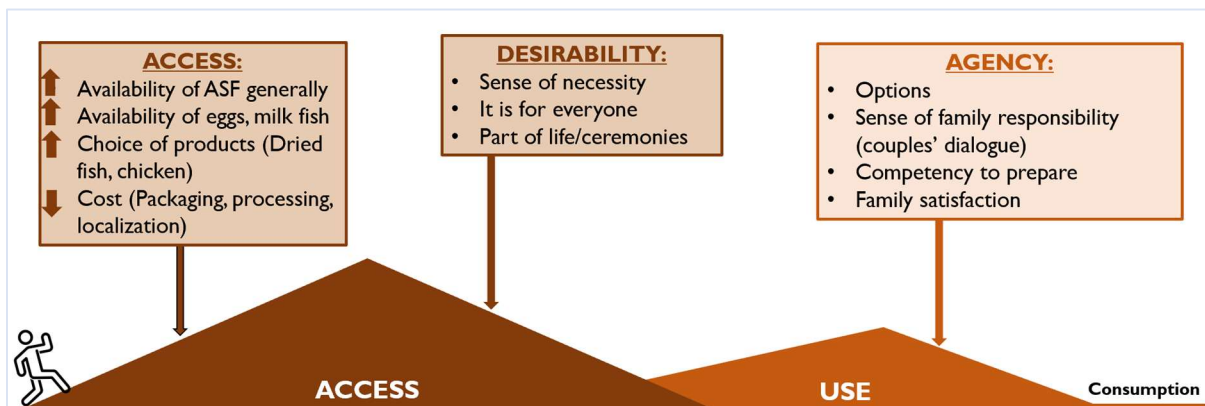 ACCESS:
Availability of ASF generally
Availability of eggs, milk fish
Choice of products (Dried
fish, chicken)
Cost (Packaging, processing,
localization)
DESIRABILITY:
• Sense of necessity
• It is for everyone
• Part of life/ceremonies
AGENCY:
• Options
• Sense of family responsibility
(couples' dialogue)
• Competency to prepare
• Family satisfaction
ACCESS
USE
Consumption